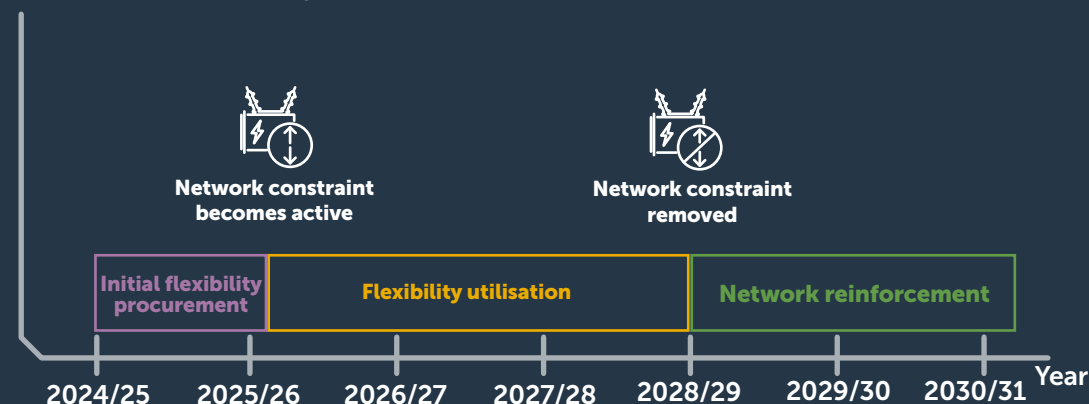 Network constraint
becomes active
Network constraint
removed
Initial flexibility
procurement
Flexibility utilisation
Network reinforcement
2024/25
2025/26
2026/27
2027/28
2028/29
2029/30
2030/31
Year